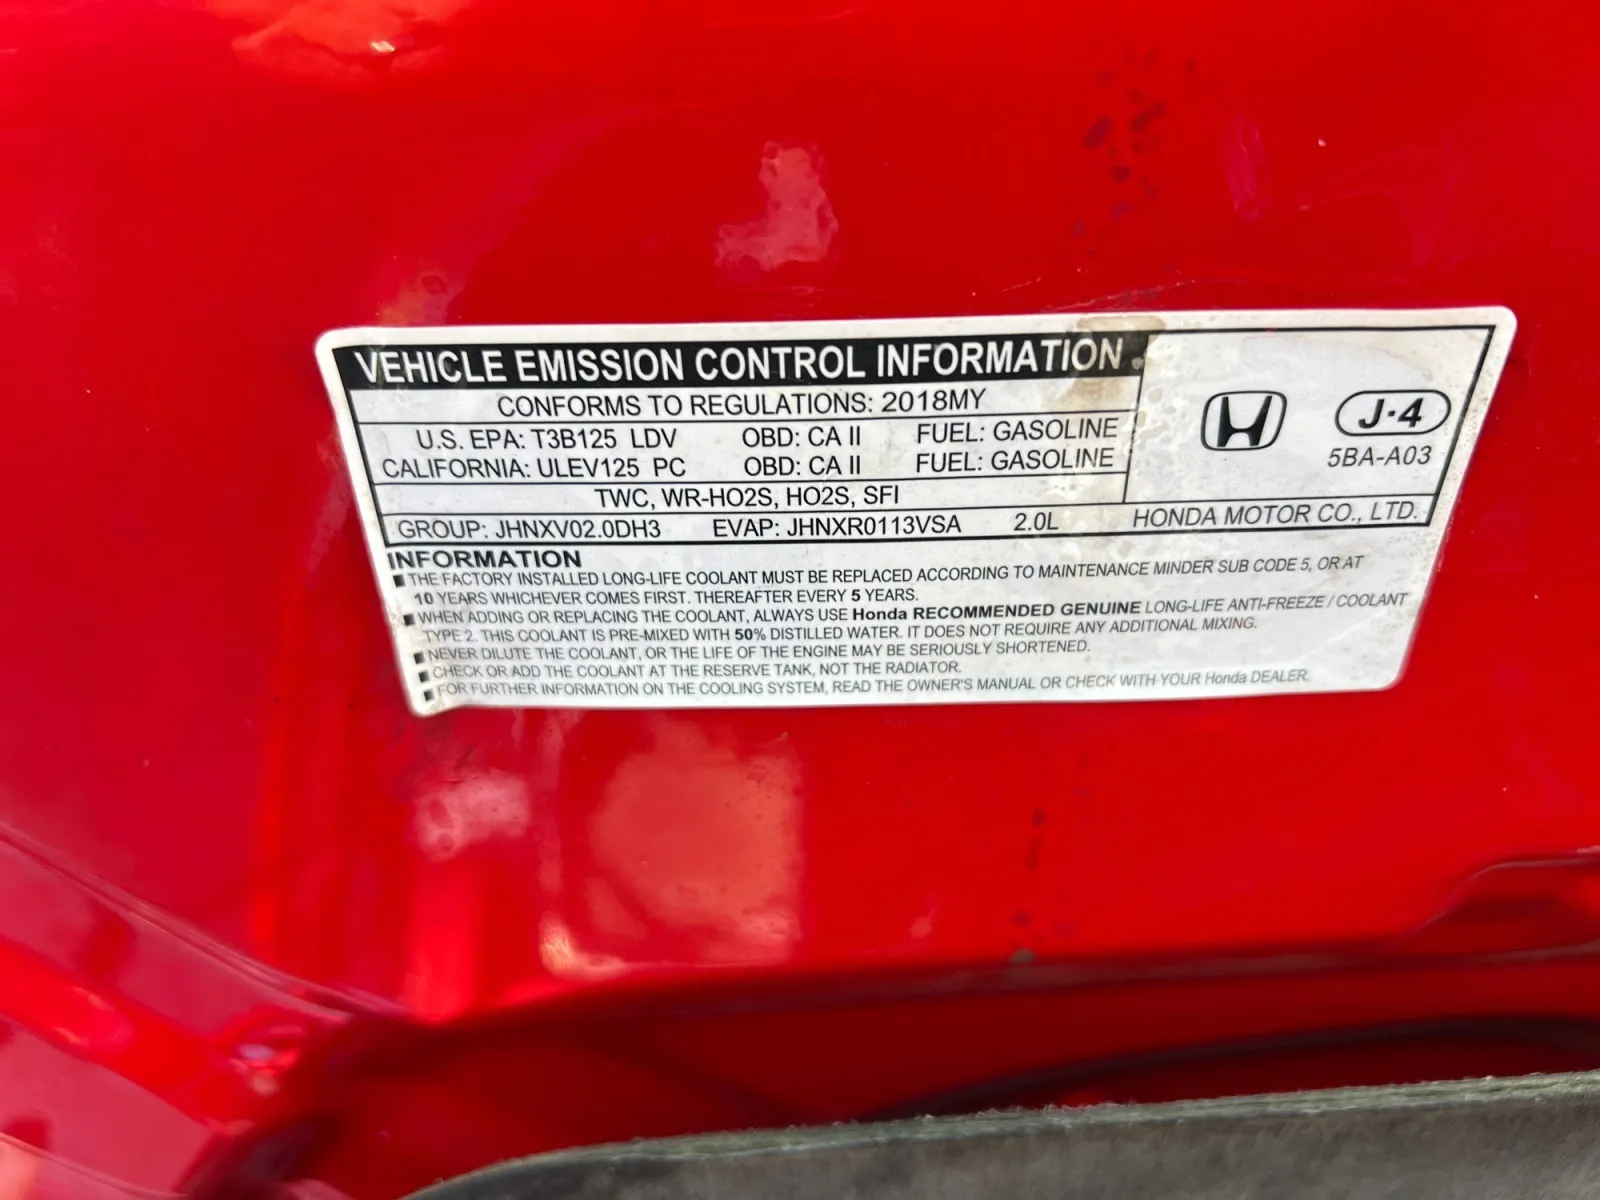 VEHICLE EMISSION CONTROL INFORMATION
CONFORMS TO REGULATIONS: 2018MY
U.S. EPA: T3B125 LDV OBD: CA II FUEL: GASOLINE
CALIFORNIA: ULEV125 PC OBD: CA II FUEL: GASOLINE
TWC, WR-HO2S, HO2S, SFI
J·4
5BA-A03
GROUP: JHNXV02.0DH3 EVAP: JHNXR0113VSA 2.0L HONDA MOTOR CO., LTD.
INFORMATION
■ THE FACTORY INSTALLED LONG-LIFE COOLANT MUST BE REPLACED ACCORDING TO MAINTENANCE MINDER SUB CODE 5, OR AT
10 YEARS WHICHEVER COMES FIRST. THEREAFTER EVERY 5 YEARS.
■ WHEN ADDING OR REPLACING THE COOLANT, ALWAYS USE Honda RECOMMENDED GENUINE LONG-LIFE ANTI-FREEZE / COOLANT
TYPE 2. THIS COOLANT IS PRE-MIXED WITH 50% DISTILLED WATER. IT DOES NOT REQUIRE ANY ADDITIONAL MIXING.
■ NEVER DILUTE THE COOLANT, OR THE LIFE OF THE ENGINE MAY BE SERIOUSLY SHORTENED.
■ CHECK OR ADD THE COOLANT AT THE RESERVE TANK, NOT THE RADIATOR.
■ FOR FURTHER INFORMATION ON THE COOLING SYSTEM, READ THE OWNER'S MANUAL OR CHECK WITH YOUR Honda DEALER.